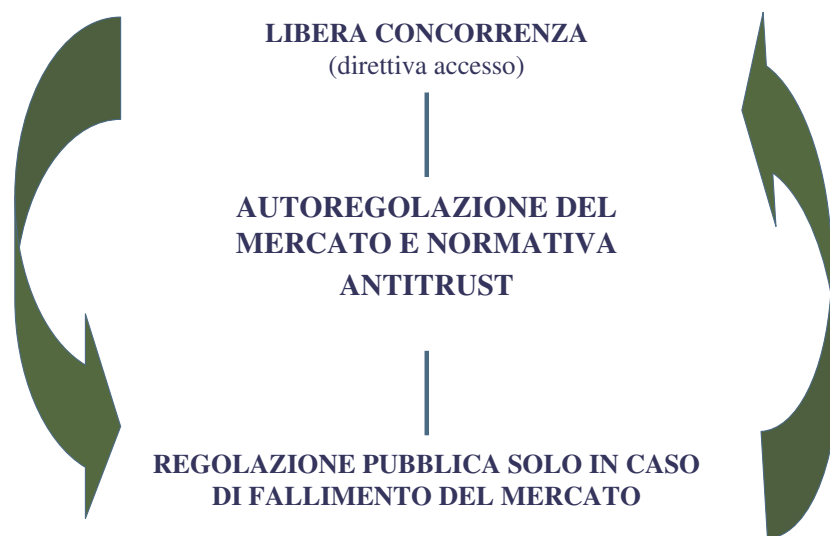 LIBERA CONCORRENZA
(direttiva accesso)
AUTOREGOLAZIONE DEL
MERCATO E NORMATIVA
ANTITRUST
REGOLAZIONE PUBBLICA SOLO IN CASO
DI FALLIMENTO DEL MERCATO